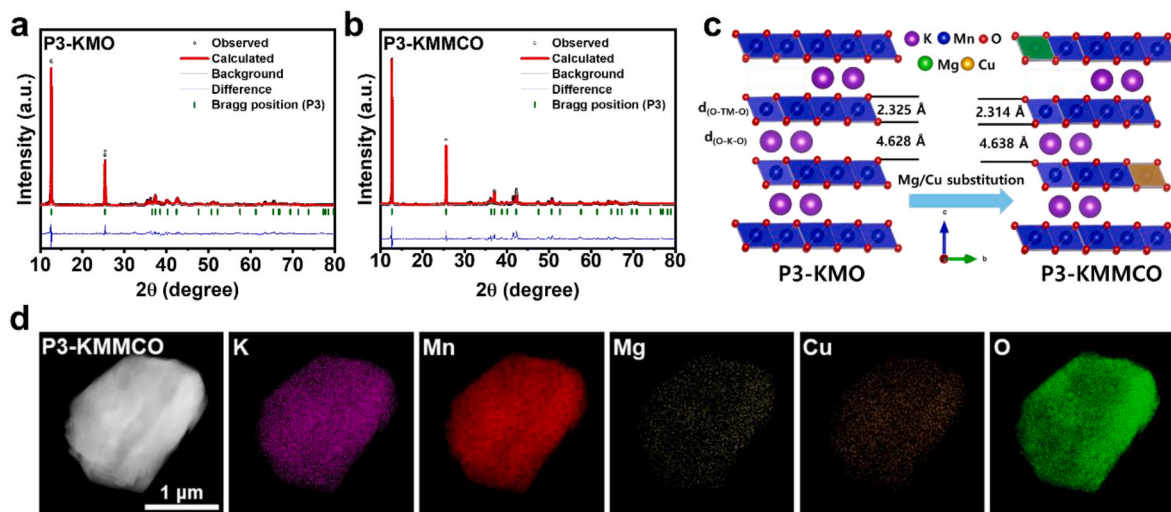 a
P3-KMO
Observed
Calculated
Background
Difference
Bragg position (P3)
Intensity (a.u.)
10 20 30 40 50 60 70 80
2θ (degree)
b
P3-KMMCO
Observed
Calculated
Background
Difference
Bragg position (P3)
Intensity (a.u.)
10 20 30 40 50 60 70 80
2θ (degree)
c
K Mn O
Mg Cu
d(O-TM-O) 2.325 Å 2.314 Å
d(O-K-O) 4.628 Å 4.638 Å
Mg/Cu substitution
c
b
P3-KMO P3-KMMCO
d
P3-KMMCO K Mn Mg Cu O
1 μm